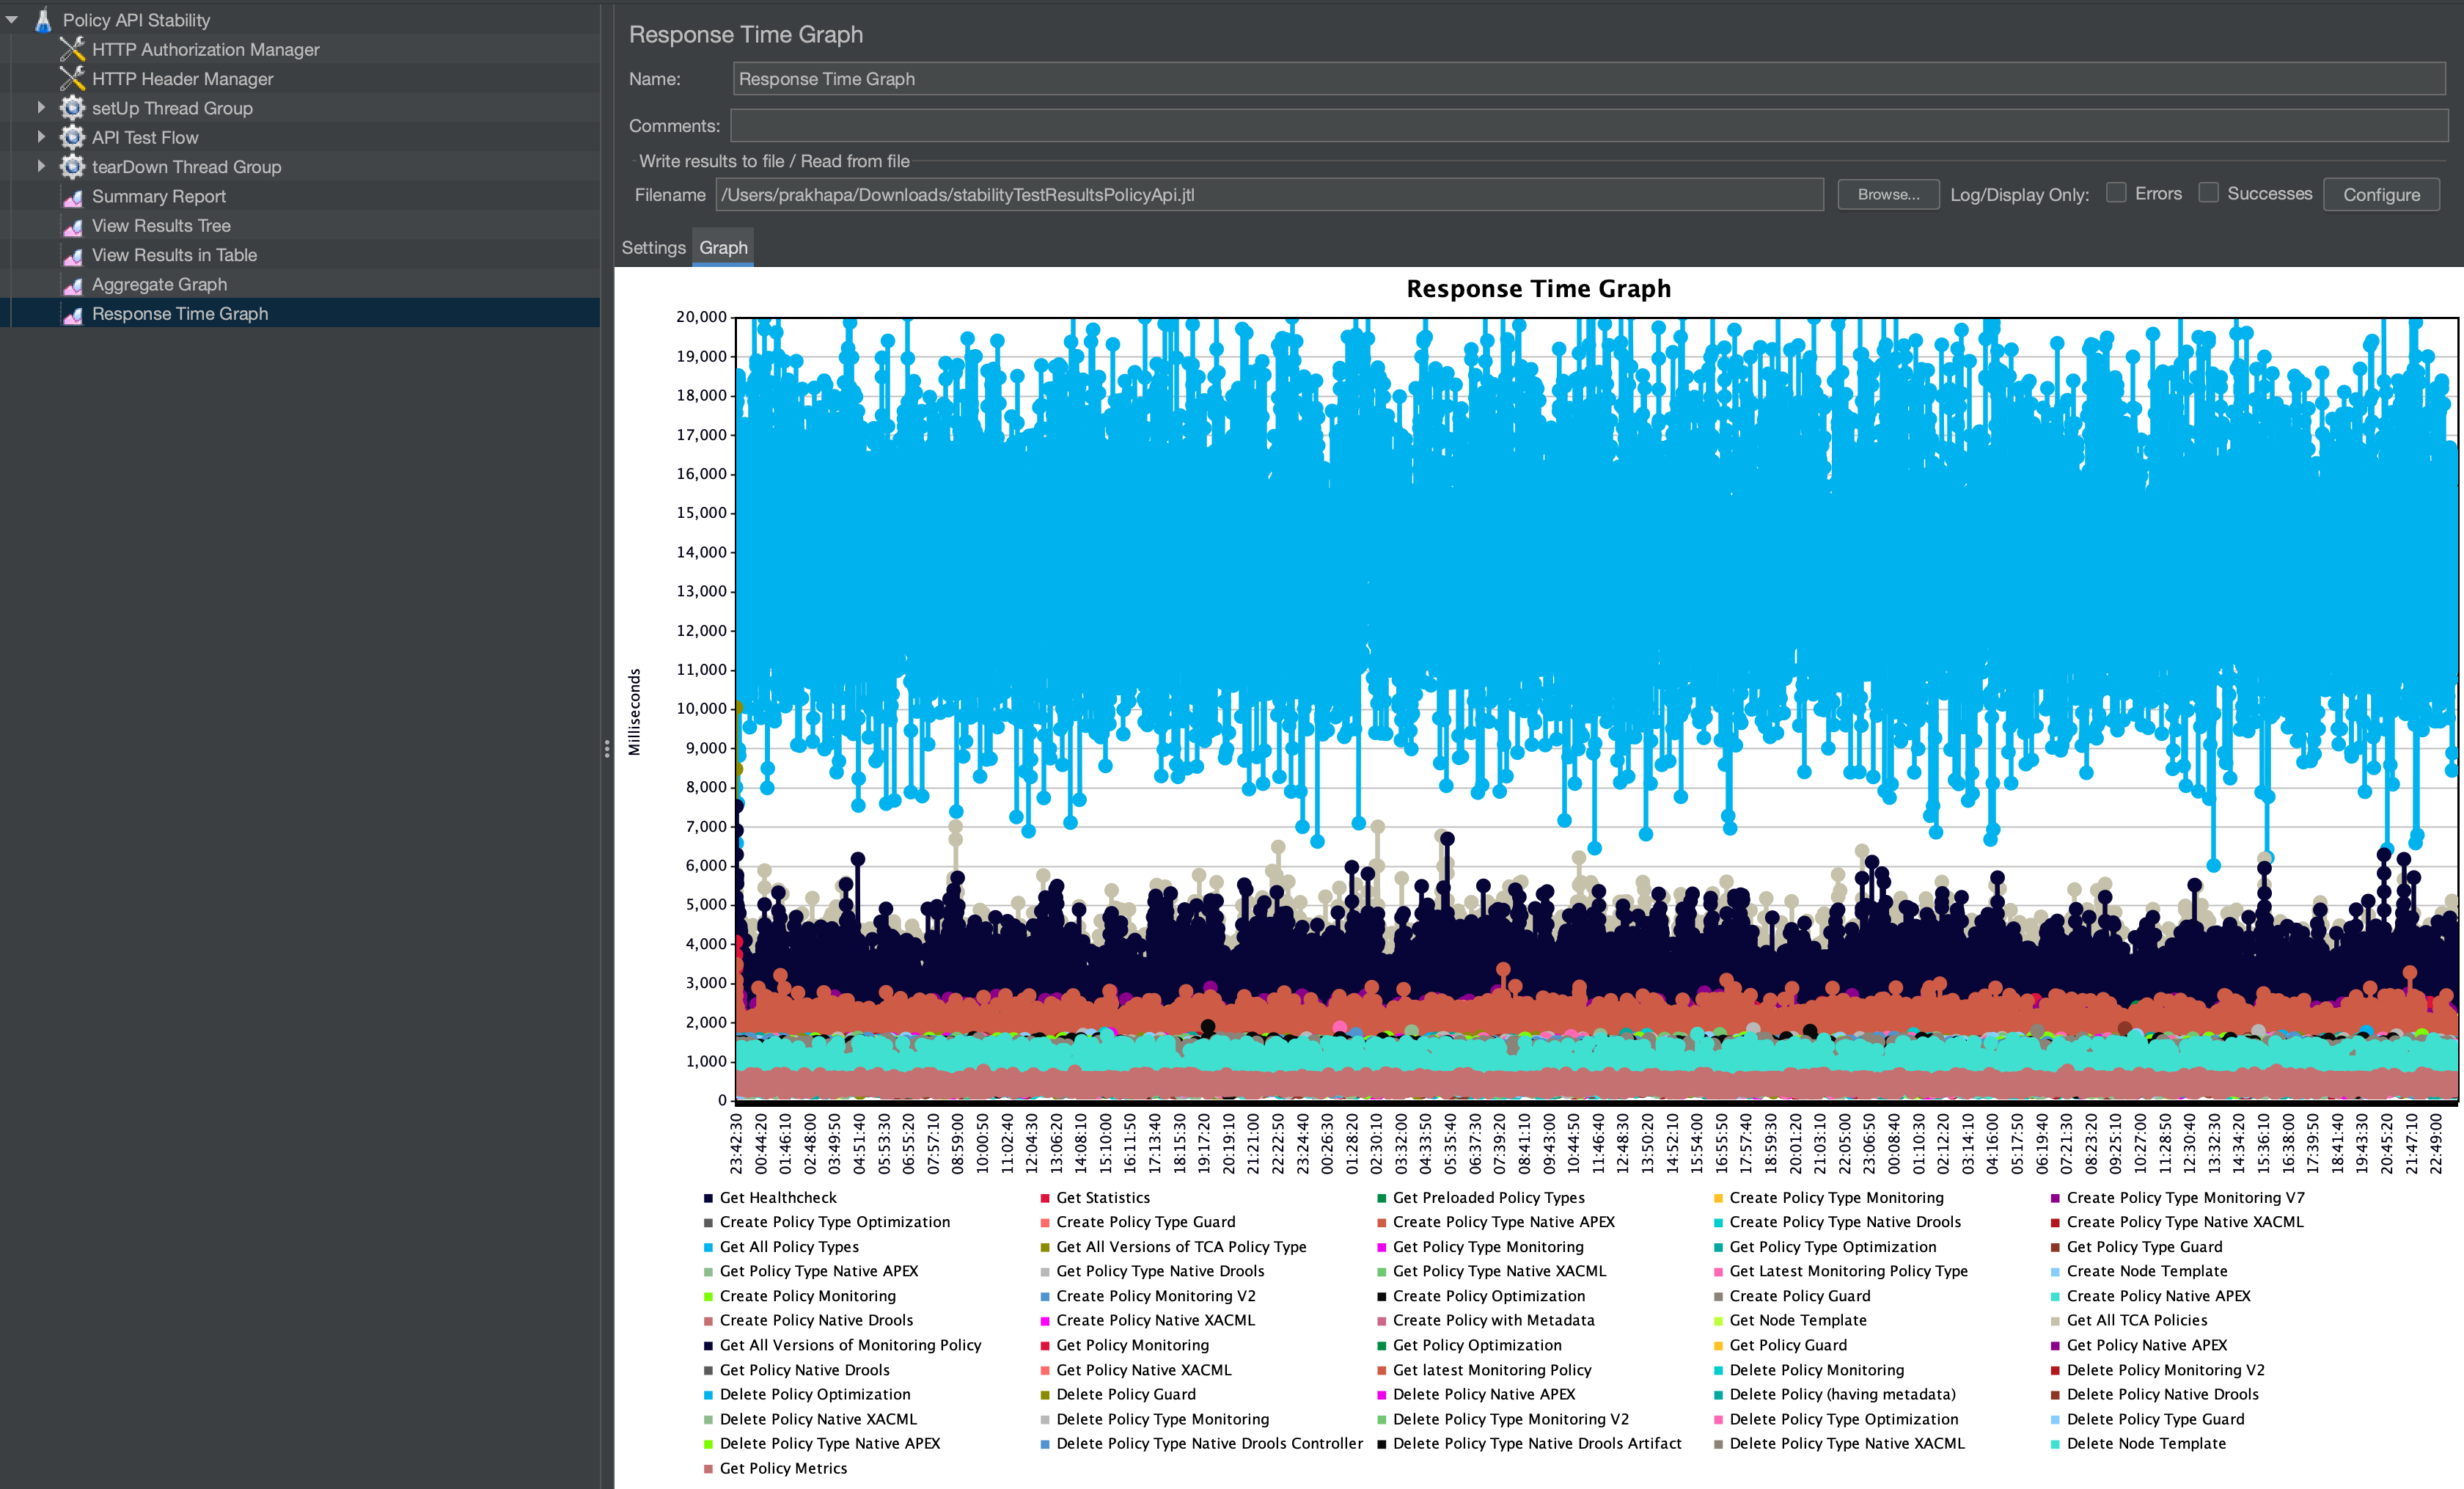 Policy API Stability
HTTP Authorization Manager
HTTP Header Manager
setUp Thread Group
API Test Flow
tearDown Thread Group
Summary Report
View Results Tree
View Results in Table
Aggregate Graph
Response Time Graph
Response Time Graph
Name: Response Time Graph
Comments:
Write results to file / Read from file
Filename /Users/prakhapa/Downloads/stabilityTestResultsPolicyApi.jtl Browse... Log/Display Only: Errors Successes Configure
Settings Graph
Response Time Graph
Milliseconds
20,000
19,000
18,000
17,000
16,000
15,000
14,000
13,000
12,000
11,000
10,000
9,000
8,000
7,000
6,000
5,000
4,000
3,000
2,000
1,000
0
23:42:30 00:44:20 01:46:10 02:48:00 03:49:50 04:51:40 05:53:30 06:55:20 07:57:10 08:59:00 10:00:50 11:02:40 12:04:30 13:06:20 14:08:10 15:10:00 16:11:50 17:13:40 18:15:30 19:17:20 20:19:10 21:21:00 22:22:50 23:24:40 00:26:30 01:28:20 02:30:10 03:32:00 04:33:50 05:35:40 06:37:30 07:39:20 08:41:10 09:43:00 10:44:50 11:46:40 12:48:30 13:50:20 14:52:10 15:54:00 16:55:50 17:57:40 18:59:30 20:01:20 21:03:10 22:05:00 23:06:50 00:08:40 01:10:30 02:12:20 03:14:10 04:16:00 05:17:50 06:19:40 07:21:30 08:23:20 09:25:10 10:27:00 11:28:50 12:30:40 13:32:30 14:34:20 15:36:10 16:38:00 17:39:50 18:41:40 19:43:30 20:45:20 21:47:10 22:49:00
Get Healthcheck Get Statistics Get Preloaded Policy Types Create Policy Type Monitoring Create Policy Type Monitoring V7
Create Policy Type Optimization Create Policy Type Guard Create Policy Type Native APEX Create Policy Type Native Drools Create Policy Type Native XACML
Get All Policy Types Get All Versions of TCA Policy Type Get Policy Type Monitoring Get Policy Type Optimization Get Policy Type Guard
Get Policy Type Native APEX Get Policy Type Native Drools Get Policy Type Native XACML Get Latest Monitoring Policy Type Create Node Template
Create Policy Monitoring Create Policy Monitoring V2 Create Policy Optimization Create Policy Guard Create Policy Native APEX
Create Policy Native Drools Create Policy Native XACML Create Policy with Metadata Get Node Template Get All TCA Policies
Get All Versions of Monitoring Policy Get Policy Monitoring Get Policy Optimization Get Policy Guard Get Policy Native APEX
Get Policy Native Drools Get Policy Native XACML Get latest Monitoring Policy Delete Policy Monitoring Delete Policy Monitoring V2
Delete Policy Optimization Delete Policy Guard Delete Policy Native APEX Delete Policy (having metadata) Delete Policy Native Drools
Delete Policy Native XACML Delete Policy Type Monitoring Delete Policy Type Monitoring V2 Delete Policy Type Optimization Delete Policy Type Guard
Delete Policy Type Native APEX Delete Policy Type Native Drools Controller Delete Policy Type Native Drools Artifact Delete Policy Type Native XACML Delete Node Template
Get Policy Metrics